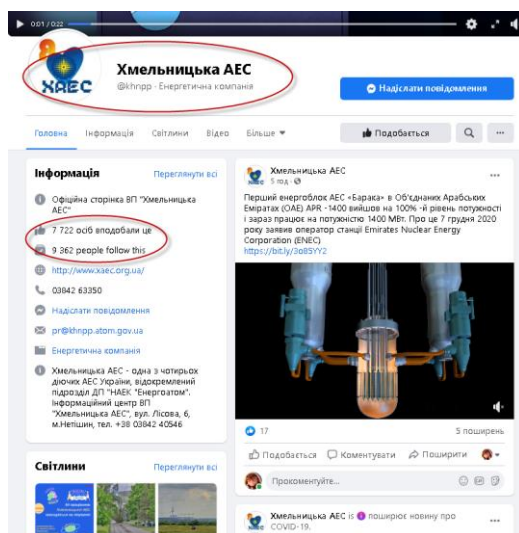 0:01 / 0:22
ХАЕС
Хмельницька АЕС
@khnpp · Енергетична компанія
Надіслати повідомлення
Головна Інформація Світлини Відео Більше
Подобається
Інформація Переглянути всі
Офіційна сторінка ВП "Хмельницька
АЕС"
7 722 осіб вподобали це
9 362 people follow this
http://www.xaec.org.ua/
03842 63350
Надіслати повідомлення
pr@khnpp.atom.gov.ua
Енергетична компанія
Хмельницька АЕС - одна з чотирьох
діючих АЕС України, відокремлений
підрозділ ДП "НАЕК "Енергоатом".
Інформаційний центр ВП
"Хмельницька АЕС", вул. Лісова, 6,
м.Нетішин, тел. +38 03842 40546
Світлини Переглянути всі
Хмельницька АЕС
5 год ·
Перший енергоблок АЕС «Барака» в Об'єднаних Арабських
Еміратах (ОАЕ) APR -1400 вийшов на 100% -й рівень потужності
і зараз працює на потужністю 1400 МВт. Про це 7 грудня 2020
року заявив оператор станції Emirates Nuclear Energy
Corporation (ENEC)
17 5 поширень
Подобається Коментувати Поширити
Прокоментуйте...
Хмельницька АЕС is поширює новину про
COVID-19.